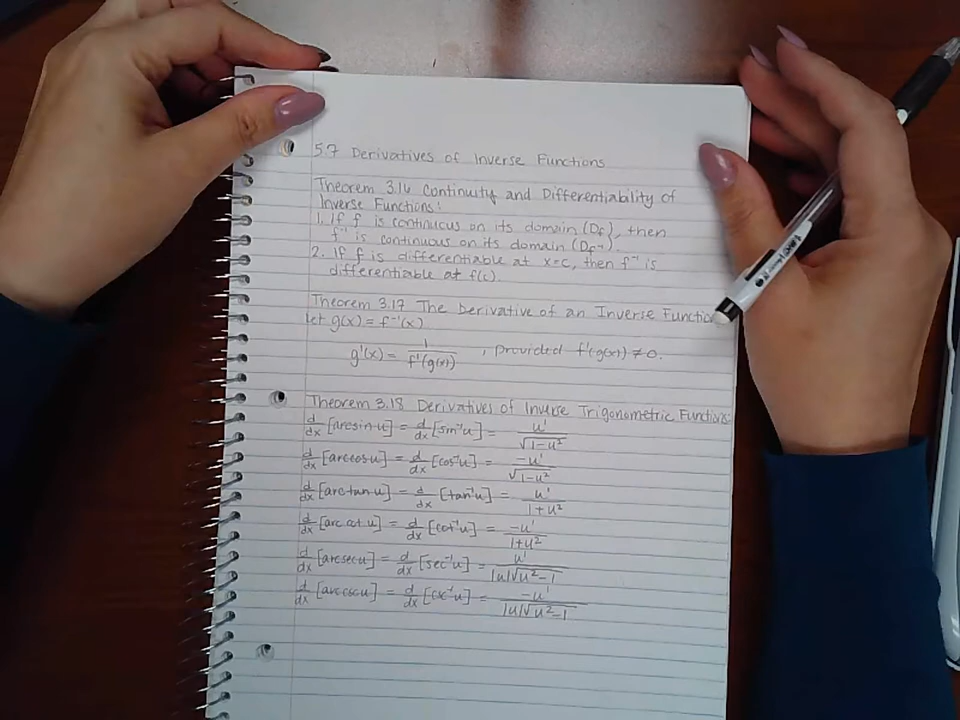 5.7 Derivatives of Inverse Functions
Theorem 3.16 Continuity and Differentiability of
Inverse Functions:
1. If f is continuous on its domain (D_f), then
f⁻¹ is continuous on its domain (D_f⁻¹).
2. If f is differentiable at x=c, then f⁻¹ is
differentiable at f(c).
Theorem 3.17 The Derivative of an Inverse Function
Let g(x) = f⁻¹(x)
g'(x) = 1/f'(g(x)) , provided f'(g(x)) ≠ 0.
Theorem 3.18 Derivatives of Inverse Trigonometric Functions
d/dx [arcsin u] = d/dx [sin⁻¹u] = u'/√(1-u²)
d/dx [arccos u] = d/dx [cos⁻¹u] = -u'/√(1-u²)
d/dx [arctan u] = d/dx [tan⁻¹u] = u'/(1+u²)
d/dx [arc cot u] = d/dx [cot⁻¹u] = -u'/(1+u²)
d/dx [arcsec u] = d/dx [sec⁻¹u] = u'/(|u|√(u²-1))
d/dx [arccsc u] = d/dx [csc⁻¹u] = -u'/(|u|√(u²-1))